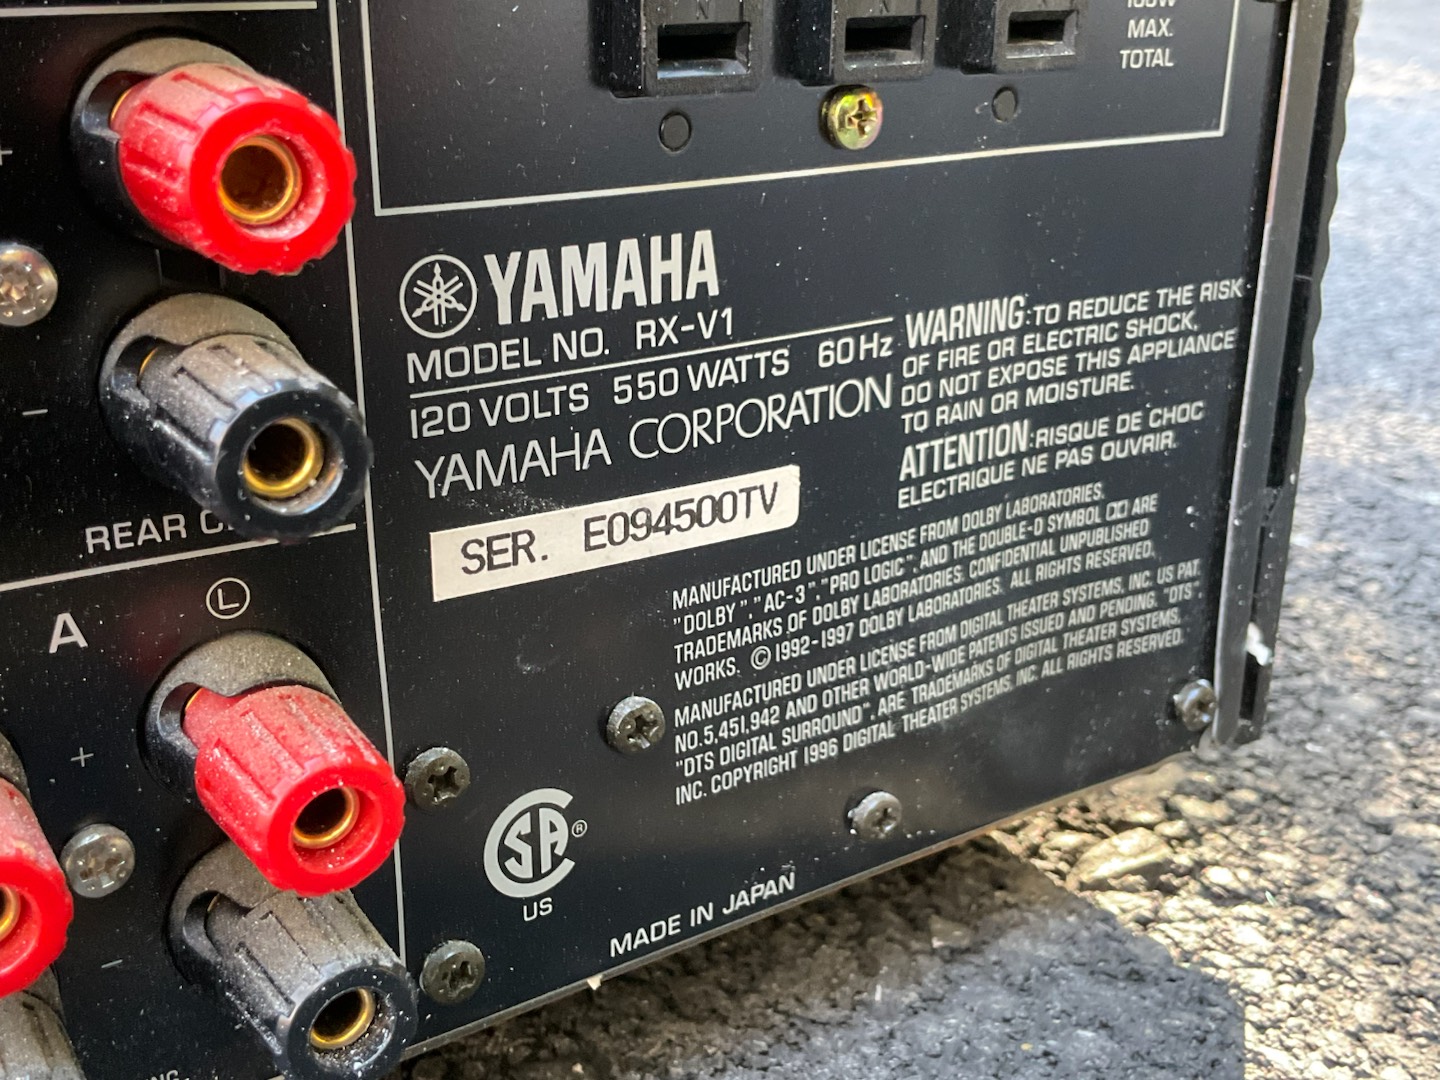 100W
MAX.
TOTAL
N
+
−
REAR
A
L
+
−
YAMAHA
MODEL NO. RX-V1
120 VOLTS 550 WATTS 60Hz
YAMAHA CORPORATION
SER. E094500TV
WARNING:TO REDUCE THE RISK
OF FIRE OR ELECTRIC SHOCK,
DO NOT EXPOSE THIS APPLIANCE
TO RAIN OR MOISTURE.
ATTENTION:RISQUE DE CHOC
ELECTRIQUE NE PAS OUVRIR.
MANUFACTURED UNDER LICENSE FROM DOLBY LABORATORIES.
"DOLBY", "AC-3", "PRO LOGIC", AND THE DOUBLE-D SYMBOL ARE
TRADEMARKS OF DOLBY LABORATORIES. CONFIDENTIAL UNPUBLISHED
WORKS. © 1992-1997 DOLBY LABORATORIES. ALL RIGHTS RESERVED.
MANUFACTURED UNDER LICENSE FROM DIGITAL THEATER SYSTEMS, INC. US PAT.
NO.5,451,942 AND OTHER WORLD-WIDE PATENTS ISSUED AND PENDING. "DTS",
"DTS DIGITAL SURROUND", ARE TRADEMARKS OF DIGITAL THEATER SYSTEMS,
INC. COPYRIGHT 1996 DIGITAL THEATER SYSTEMS, INC. ALL RIGHTS RESERVED.
CSA ®
US
MADE IN JAPAN